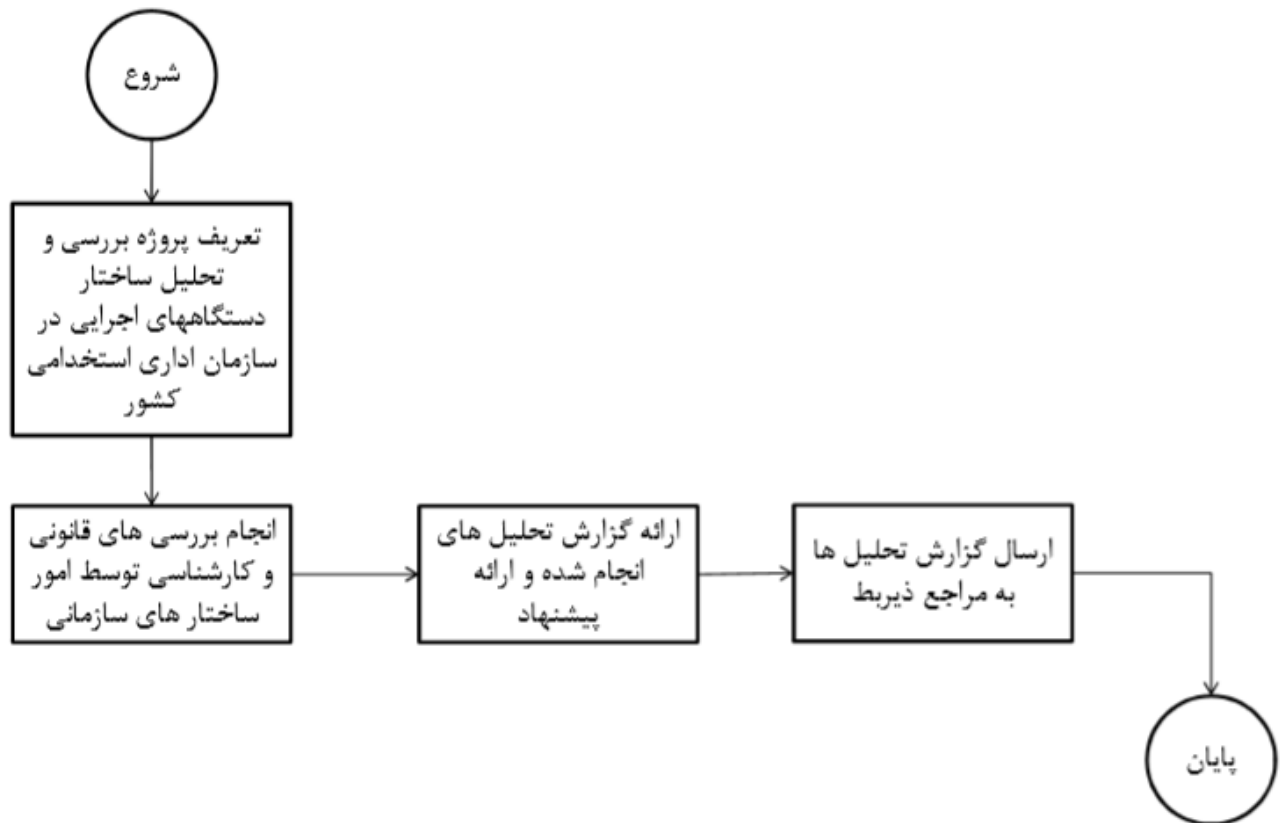 شروع
تعریف پروژه بررسی و
تحلیل ساختار
دستگاههای اجرایی در
سازمان اداری استخدامی
کشور
انجام بررسی های قانونی
و کارشناسی توسط امور
ساختار های سازمانی
ارائه گزارش تحلیل های
انجام شده و ارائه
پیشنهاد
ارسال گزارش تحلیل ها
به مراجع ذیربط
پایان